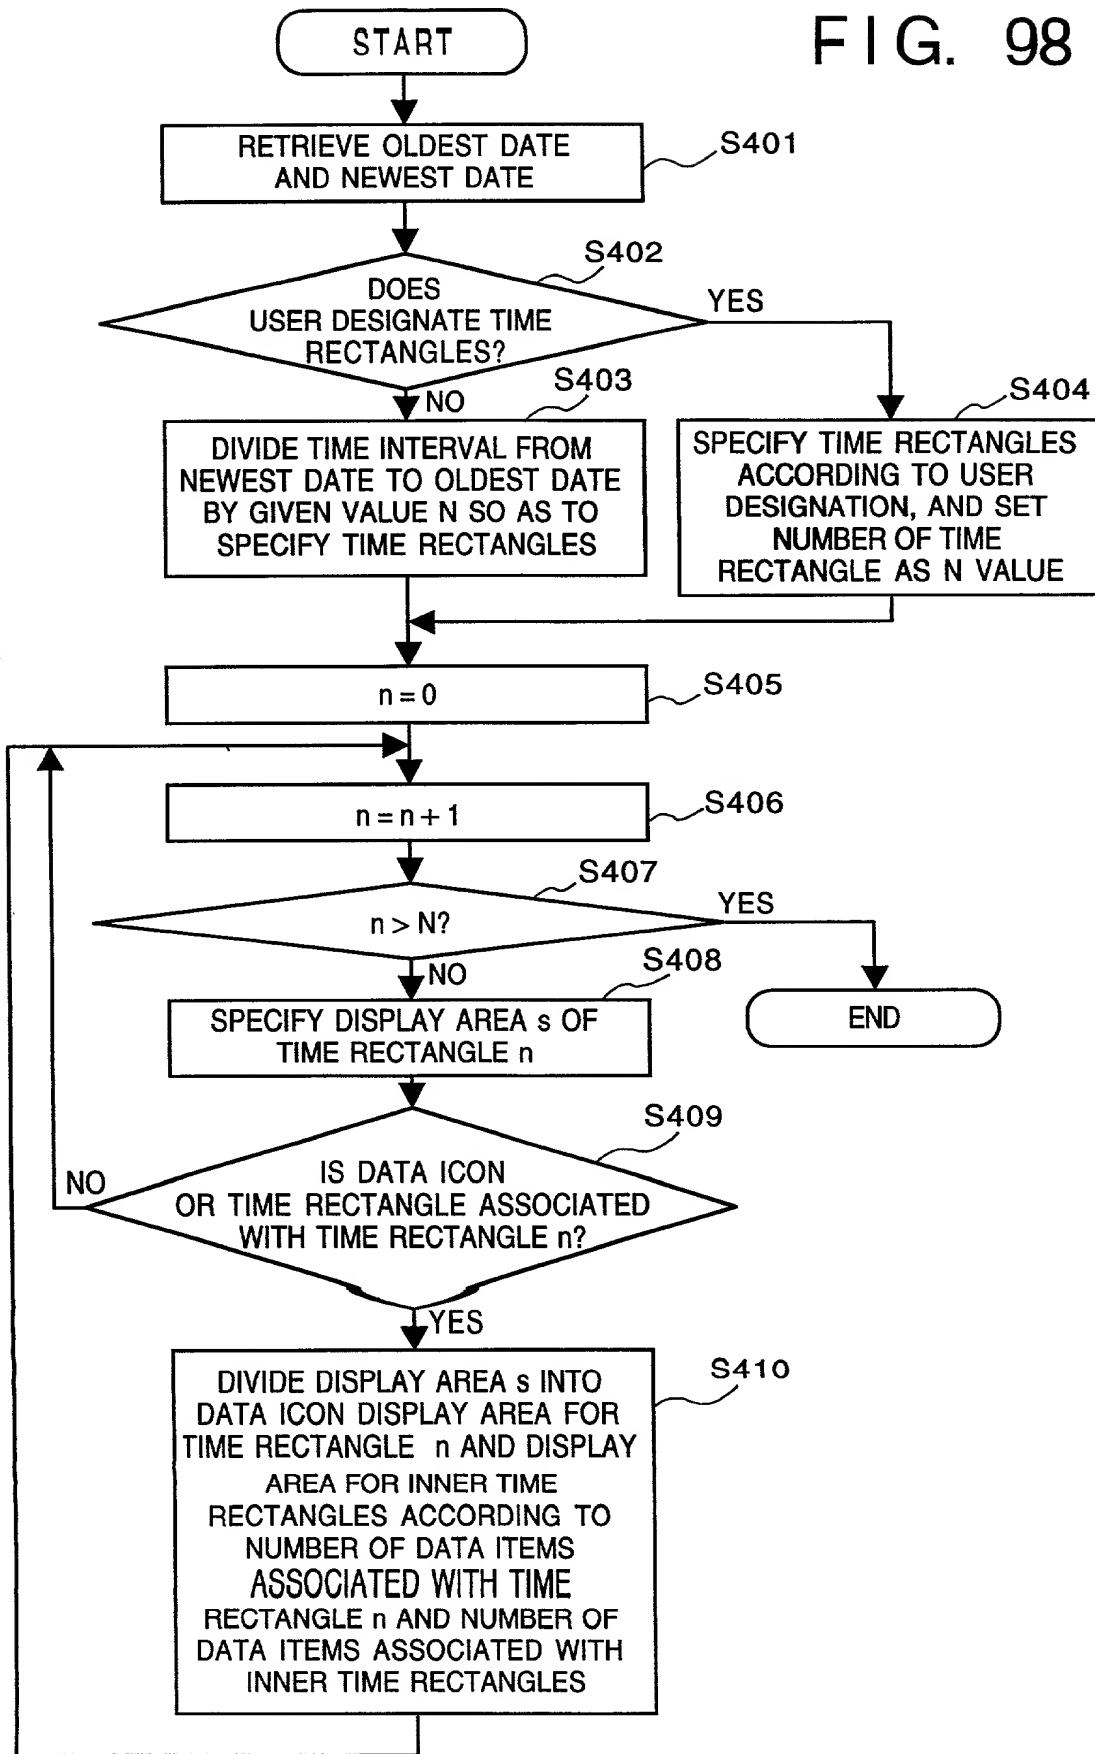 FIG. 98
START
RETRIEVE OLDEST DATE
AND NEWEST DATE
S401
S402
DOES
USER DESIGNATE TIME
RECTANGLES?
YES
NO
S403
DIVIDE TIME INTERVAL FROM
NEWEST DATE TO OLDEST DATE
BY GIVEN VALUE N SO AS TO
SPECIFY TIME RECTANGLES
S404
SPECIFY TIME RECTANGLES
ACCORDING TO USER
DESIGNATION, AND SET
NUMBER OF TIME
RECTANGLE AS N VALUE
n = 0
S405
n = n + 1
S406
S407
n > N?
YES
NO
END
S408
SPECIFY DISPLAY AREA s OF
TIME RECTANGLE n
S409
IS DATA ICON
OR TIME RECTANGLE ASSOCIATED
WITH TIME RECTANGLE n?
NO
YES
S410
DIVIDE DISPLAY AREA s INTO
DATA ICON DISPLAY AREA FOR
TIME RECTANGLE n AND DISPLAY
AREA FOR INNER TIME
RECTANGLES ACCORDING TO
NUMBER OF DATA ITEMS
ASSOCIATED WITH TIME
RECTANGLE n AND NUMBER OF
DATA ITEMS ASSOCIATED WITH
INNER TIME RECTANGLES